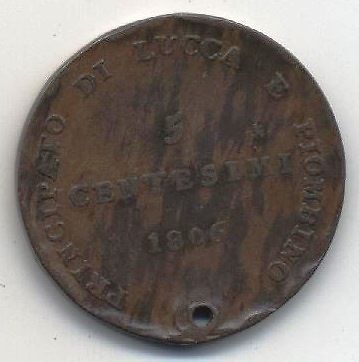 PRINCIPATO DI LUCCA E PIOMBINO
5
CENTESIMI
1806